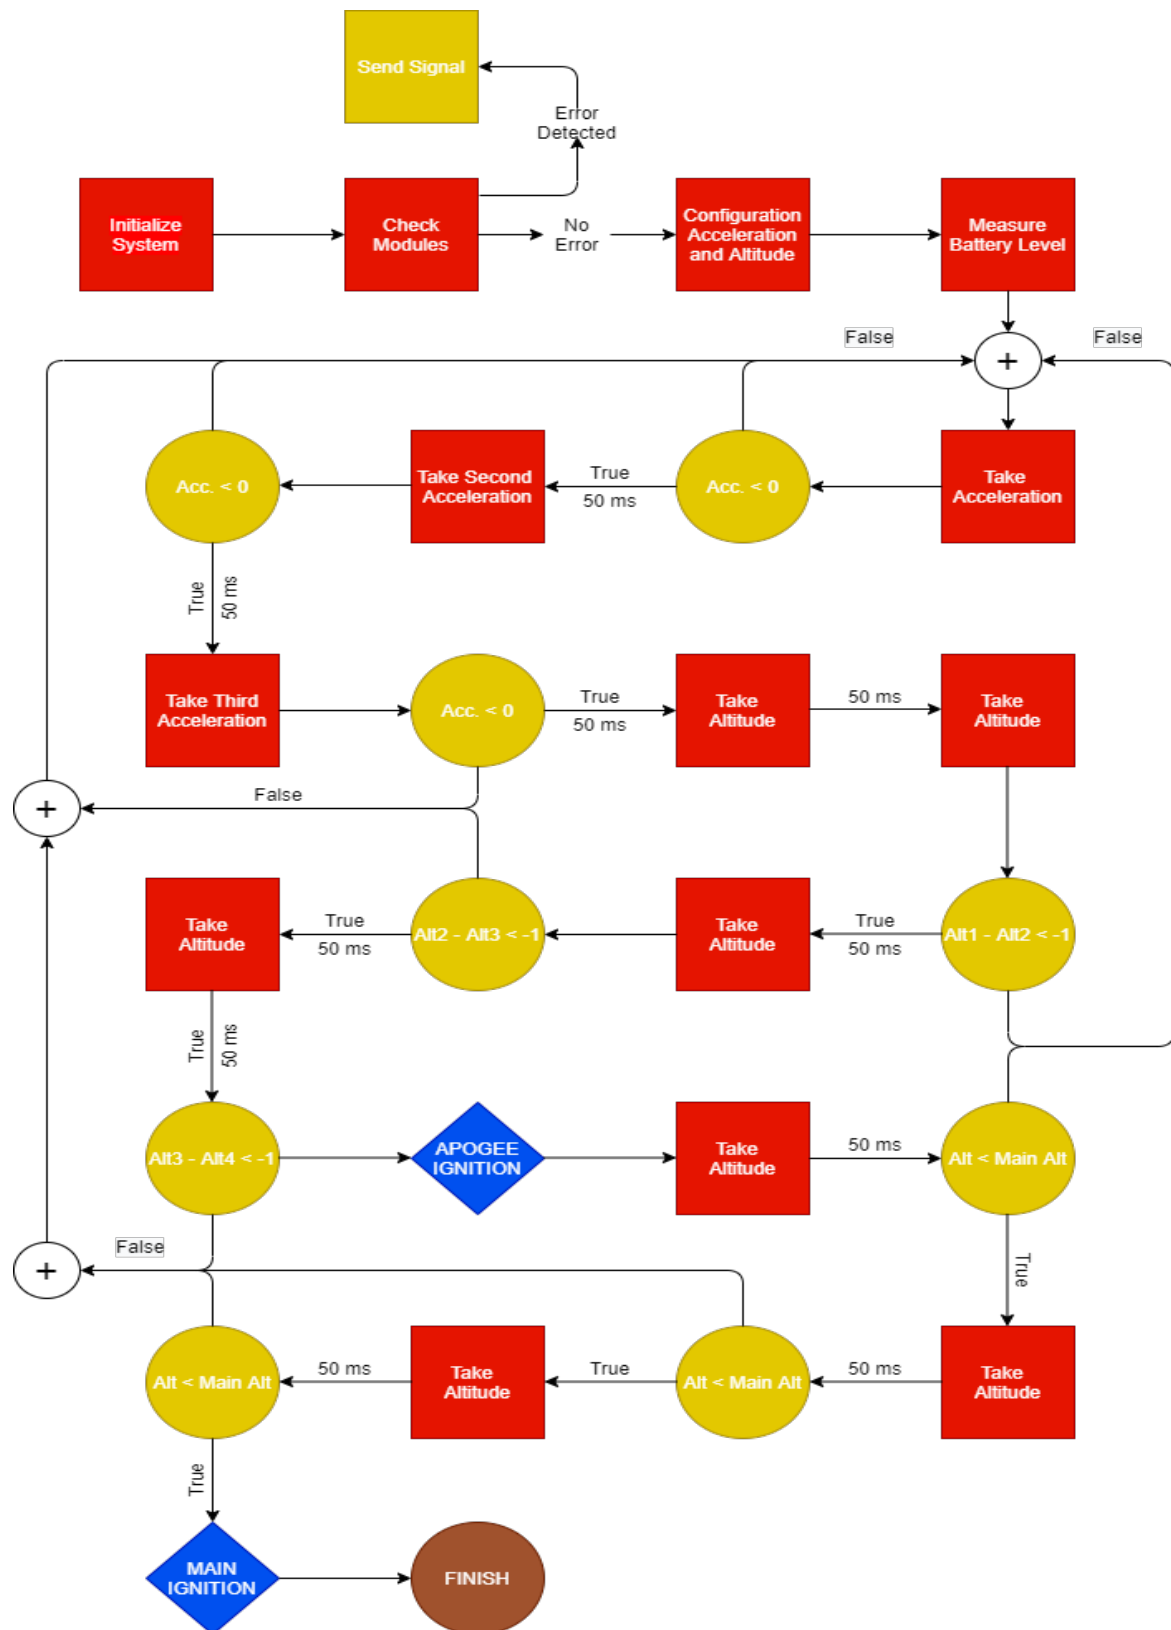 Send Signal
Error
Detected
Initialize
System
Check
Modules
No
Error
Configuration
Acceleration
and Altitude
Measure
Battery Level
False
False
+
Acc. < 0
Take Second
Acceleration
True
50 ms
Acc. < 0
Take
Acceleration
True
50 ms
Take Third
Acceleration
Acc. < 0
True
50 ms
Take
Altitude
50 ms
Take
Altitude
+
False
Take
Altitude
True
50 ms
Alt2 - Alt3 < -1
Take
Altitude
True
50 ms
Alt1 - Alt2 < -1
True
50 ms
Alt3 - Alt4 < -1
APOGEE
IGNITION
Take
Altitude
50 ms
Alt < Main Alt
+
False
True
Alt < Main Alt
50 ms
Take
Altitude
True
Alt < Main Alt
50 ms
Take
Altitude
True
MAIN
IGNITION
FINISH